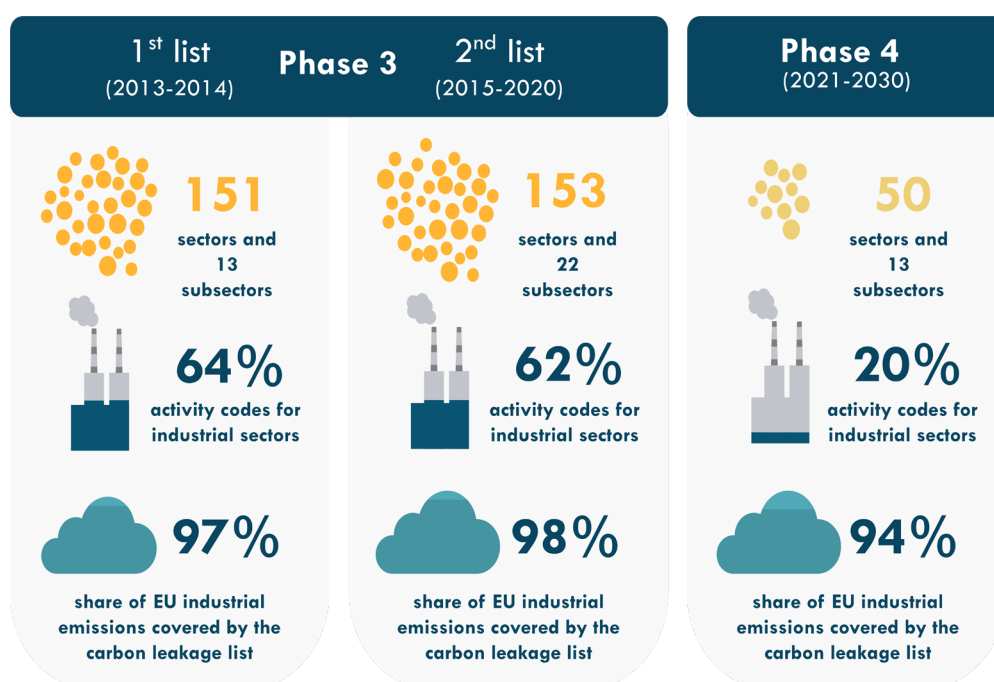 1st list
(2013-2014)
Phase 3
2nd list
(2015-2020)
Phase 4
(2021-2030)
151
sectors and
13
subsectors
64%
activity codes for
industrial sectors
97%
share of EU industrial
emissions covered by the
carbon leakage list
153
sectors and
22
subsectors
62%
activity codes for
industrial sectors
98%
share of EU industrial
emissions covered by the
carbon leakage list
50
sectors and
13
subsectors
20%
activity codes for
industrial sectors
94%
share of EU industrial
emissions covered by the
carbon leakage list